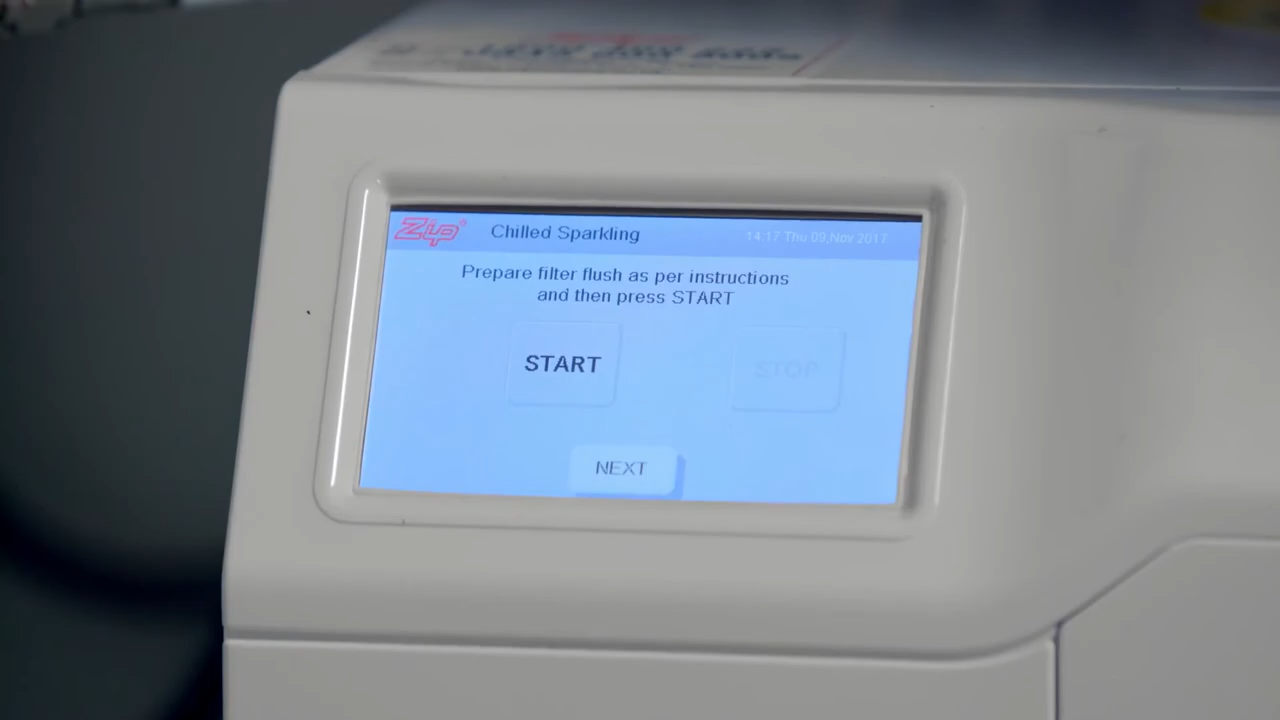 Zip
Chilled Sparkling
14:17 Thu 09,Nov 2017
Prepare filter flush as per instructions
and then press START
START
STOP
NEXT